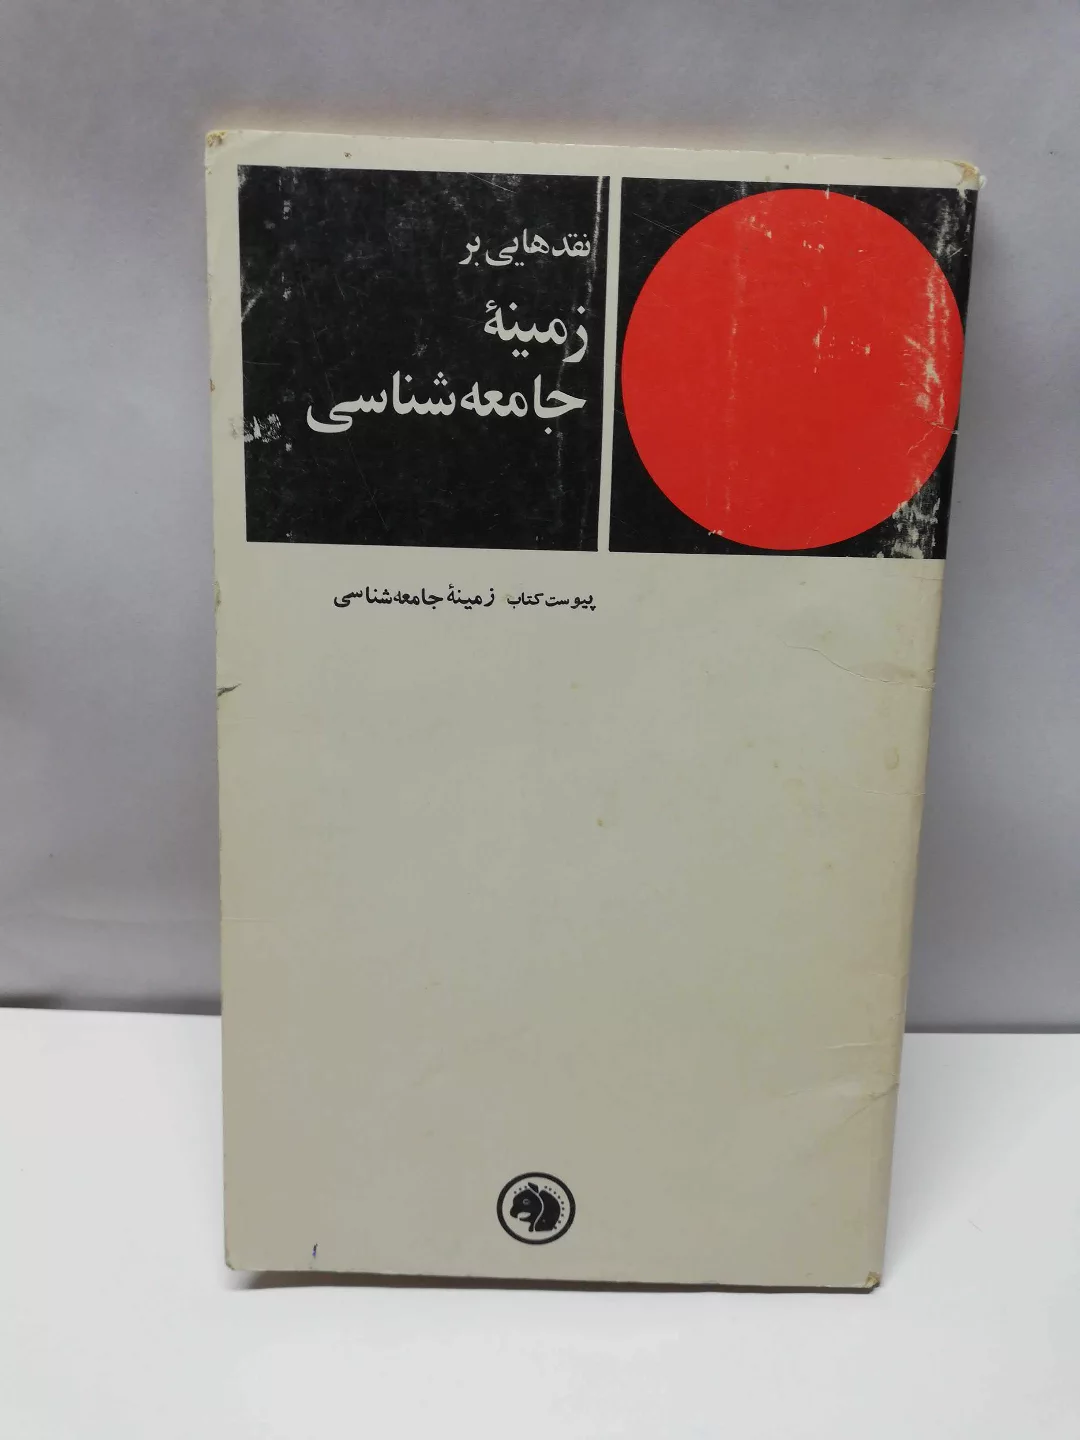 نقدهایی بر
زمینهٔ
جامعه‌شناسی
پیوست کتاب زمینهٔ جامعه‌شناسی